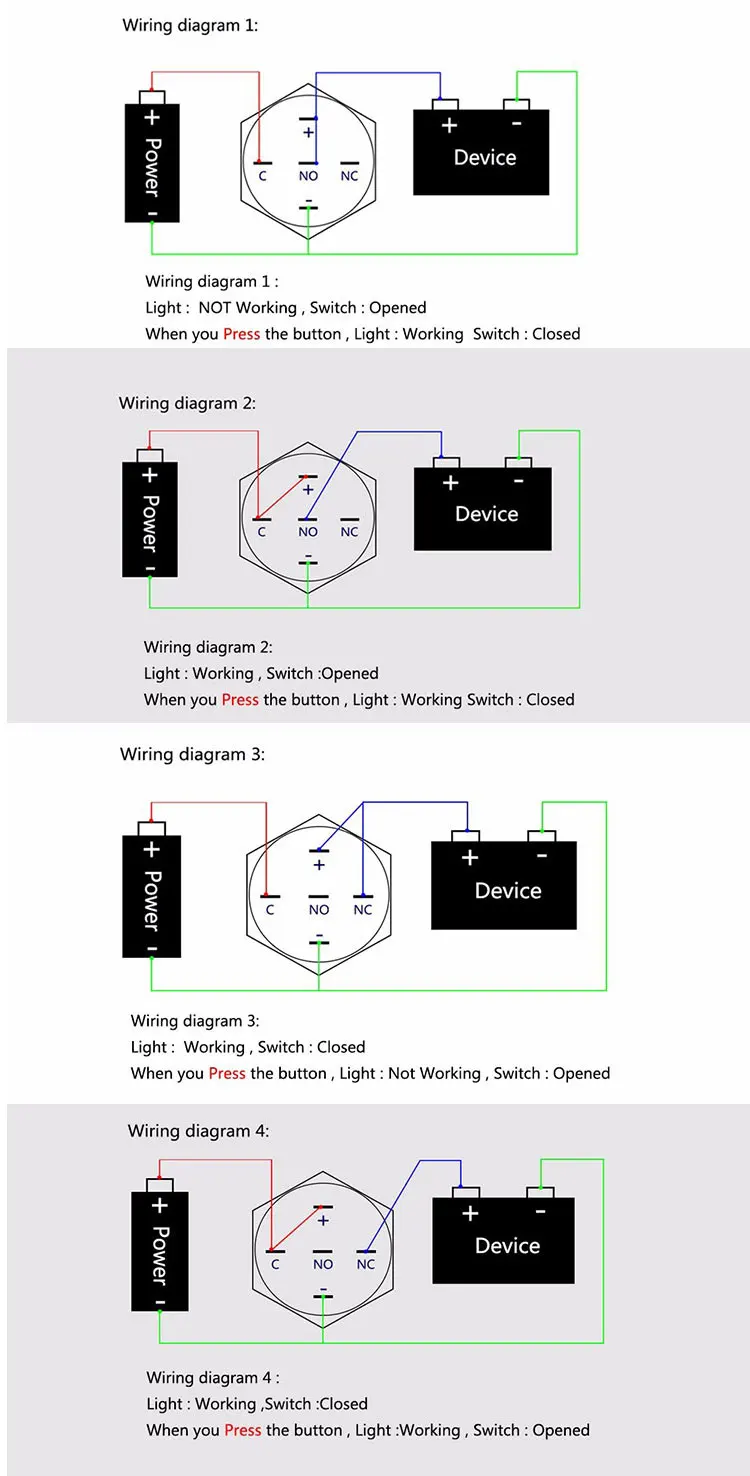 Wiring diagram 1:
+
Power
-
+
C NO NC
-
+ -
Device
Wiring diagram 1 :
Light : NOT Working , Switch : Opened
When you Press the button , Light : Working Switch : Closed
Wiring diagram 2:
+
Power
-
+
C NO NC
-
+ -
Device
Wiring diagram 2:
Light : Working , Switch :Opened
When you Press the button , Light : Working Switch : Closed
Wiring diagram 3:
+
Power
-
+
C NO NC
-
+ -
Device
Wiring diagram 3:
Light : Working , Switch : Closed
When you Press the button , Light : Not Working , Switch : Opened
Wiring diagram 4:
+
Power
-
+
C NO NC
-
+ -
Device
Wiring diagram 4 :
Light : Working ,Switch :Closed
When you Press the button , Light :Working , Switch : Opened